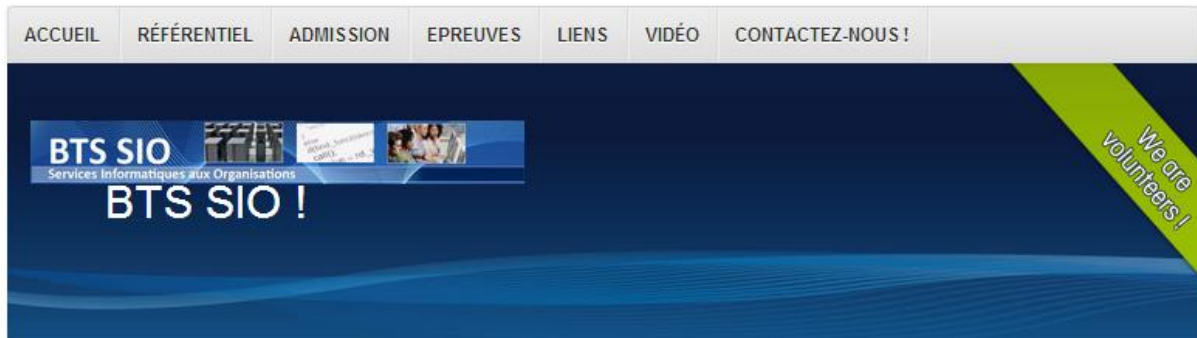 ACCUEIL RÉFÉRENTIEL ADMISSION EPREUVES LIENS VIDÉO CONTACTEZ-NOUS !
BTS SIO
Services Informatiques aux Organisations
BTS SIO !
We are
volunteers !